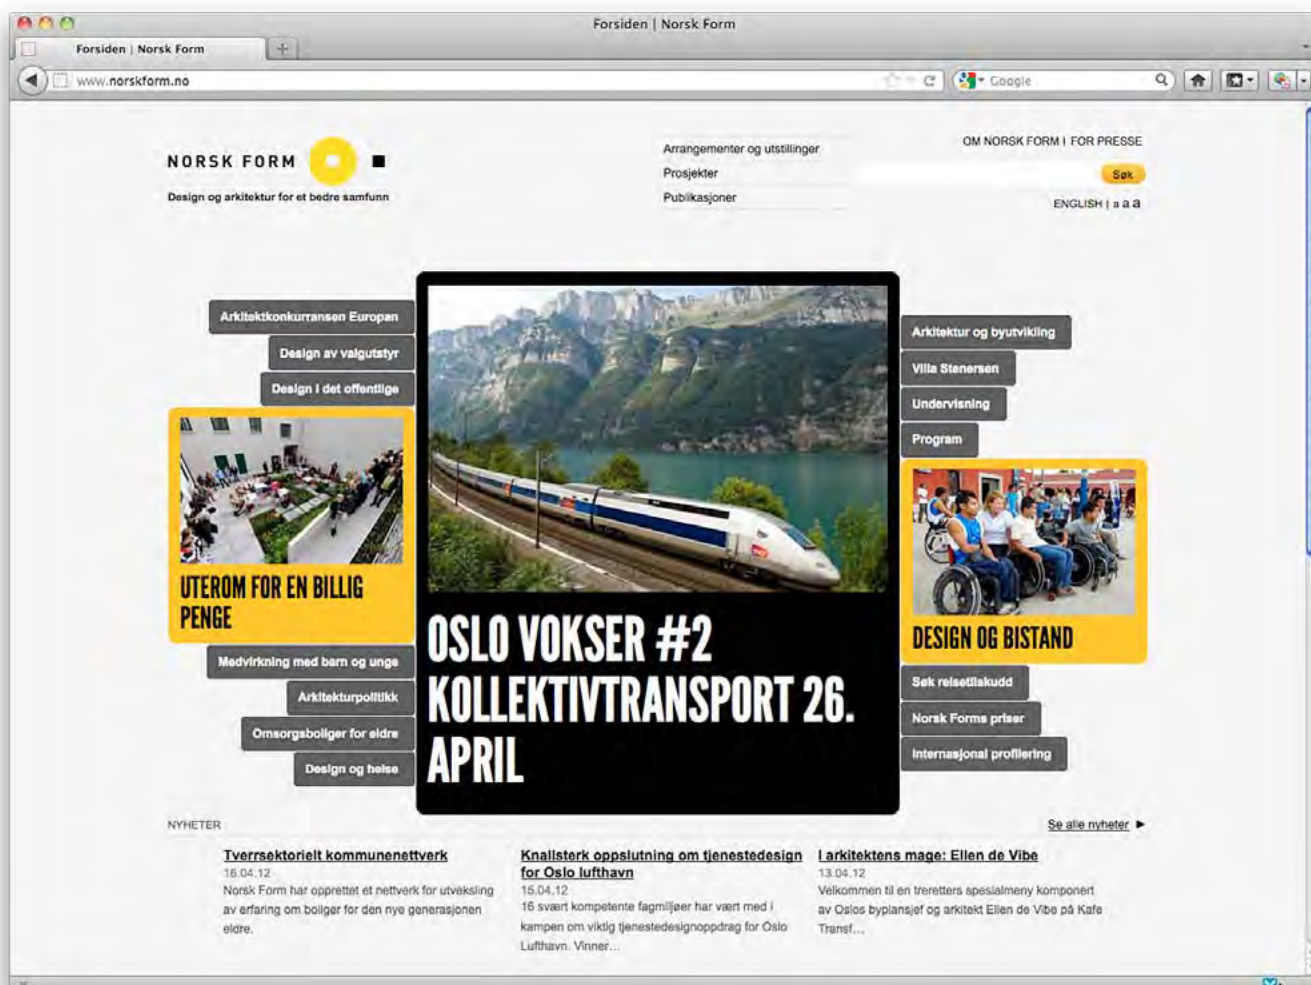 Forsiden | Norsk Form
Forsiden | Norsk Form
www.norskform.no
Google
NORSK FORM
Design og arkitektur for et bedre samfunn
Arrangementer og utstillinger
Prosjekter
Publikasjoner
OM NORSK FORM | FOR PRESSE
Søk
ENGLISH | a a a
Arkitektkonkurransen Europan
Design av valgutstyr
Design i det offentlige
UTEROM FOR EN BILLIG
PENGE
Medvirkning med barn og unge
Arkitekturpolitikk
Omsorgsboliger for eldre
Design og helse
OSLO VOKSER #2
KOLLEKTIVTRANSPORT 26.
APRIL
Arkitektur og byutvikling
Villa Stenersen
Undervisning
Program
DESIGN OG BISTAND
Søk reisetilskudd
Norsk Forms priser
Internasjonal profilering
NYHETER
Se alle nyheter
Tverrsektorielt kommunenettverk
16.04.12
Norsk Form har opprettet et nettverk for utveksling
av erfaring om boliger for den nye generasjonen
eldre.
Knallsterk oppslutning om tjenestedesign
for Oslo lufthavn
15.04.12
16 svært kompetente fagmiljøer har vært med i
kampen om viktig tjenestedesignoppdrag for Oslo
Lufthavn. Vinner...
I arkitektens mage: Ellen de Vibe
13.04.12
Velkommen til en treretters spesialmeny komponert
av Oslos byplansjef og arkitekt Ellen de Vibe på Kafe
Transf...